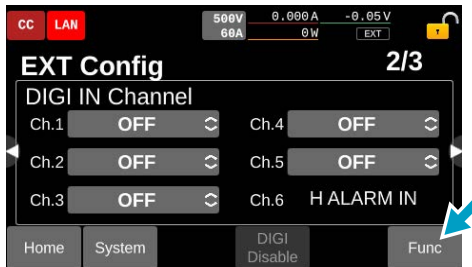 CC LAN 500V 0.000A -0.05V
60A 0W EXT
EXT Config 2/3
DIGI IN Channel
Ch.1 OFF Ch.4 OFF
Ch.2 OFF Ch.5 OFF
Ch.3 OFF Ch.6 H ALARM IN
Home System DIGI Disable Func